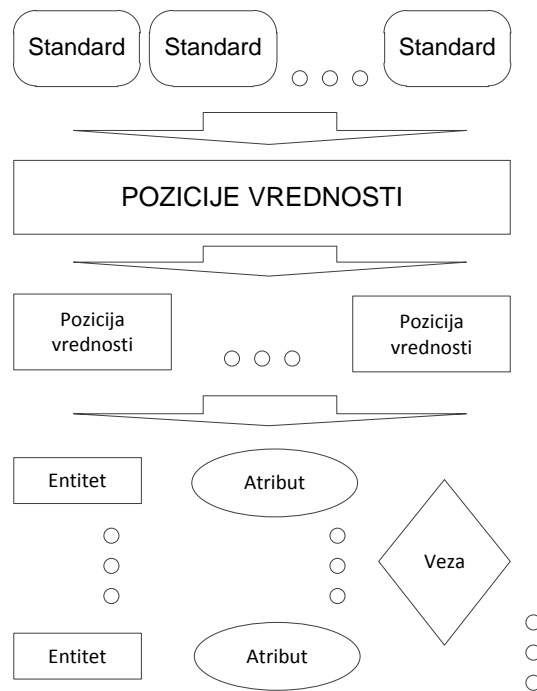 Standard
Standard
Standard
POZICIJE VREDNOSTI
Pozicija
vrednosti
Pozicija
vrednosti
Entitet
Atribut
Veza
Entitet
Atribut